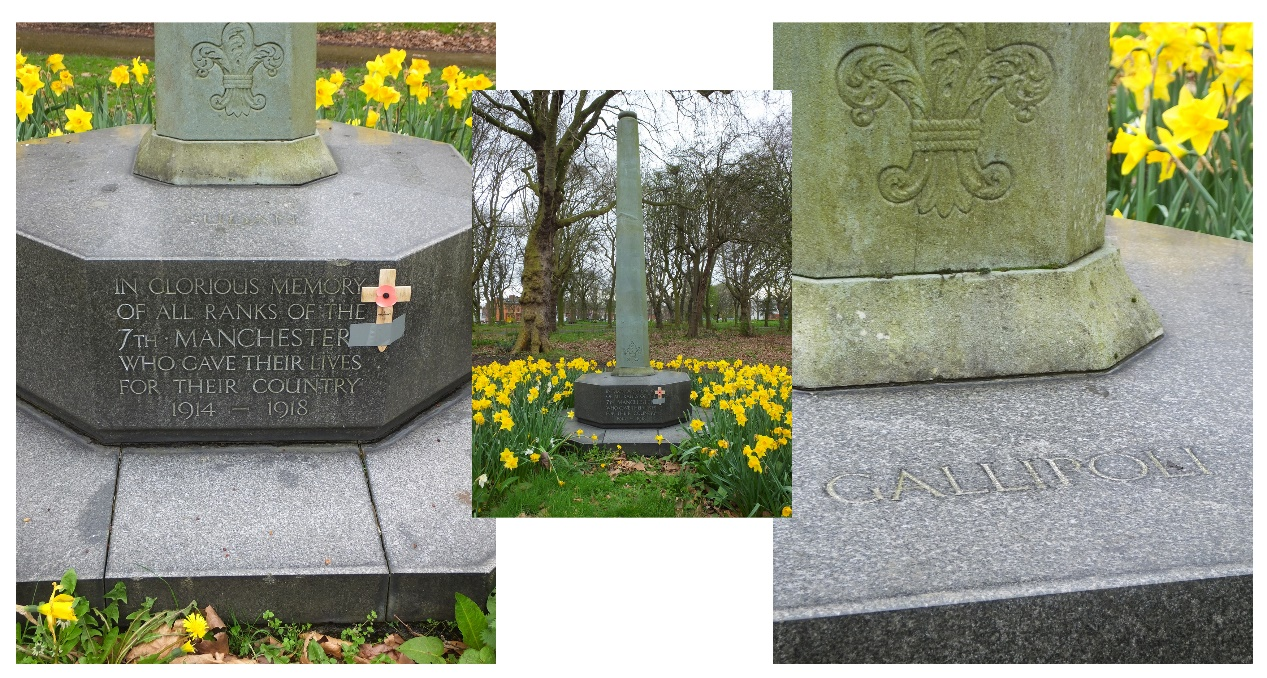 IN GLORIOUS MEMORY
OF ALL RANKS OF THE
7TH · MANCHESTER
WHO GAVE THEIR LIVES
FOR THEIR COUNTRY
1914 — 1918
GALLIPOLI